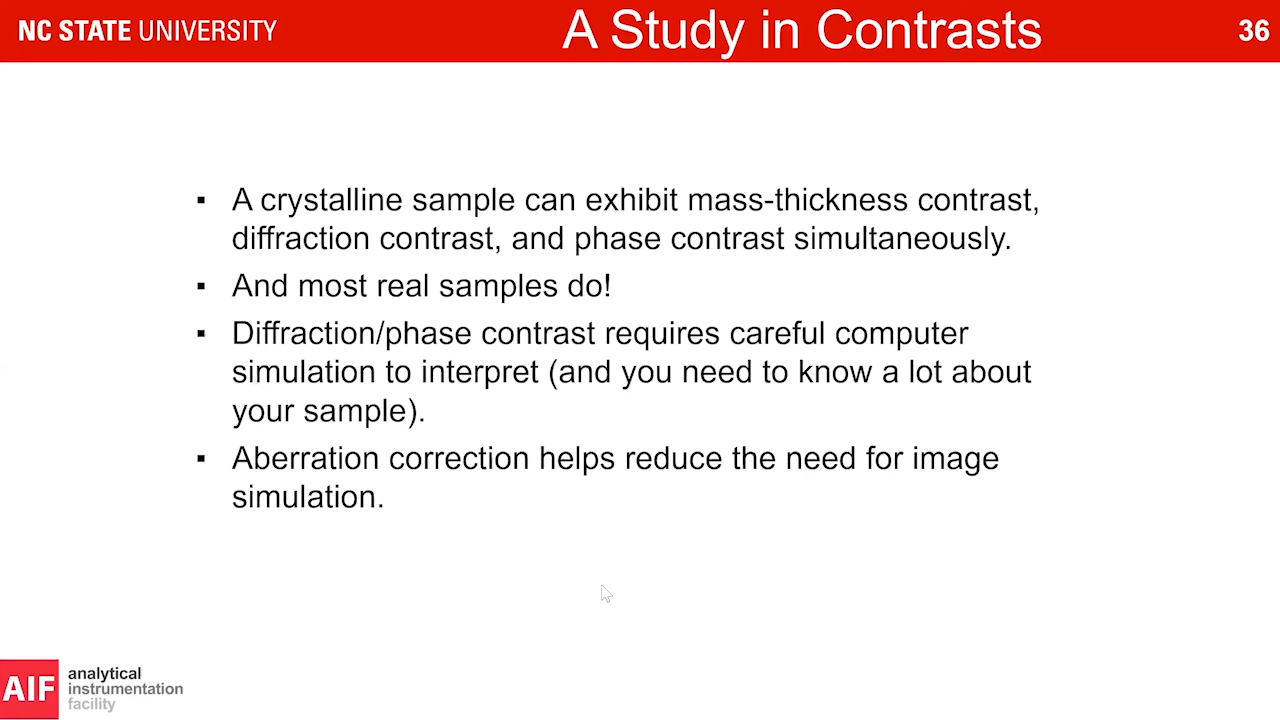 NC STATE UNIVERSITY
A Study in Contrasts
36
▪ A crystalline sample can exhibit mass-thickness contrast,
diffraction contrast, and phase contrast simultaneously.
▪ And most real samples do!
▪ Diffraction/phase contrast requires careful computer
simulation to interpret (and you need to know a lot about
your sample).
▪ Aberration correction helps reduce the need for image
simulation.
AIF
analytical
instrumentation
facility